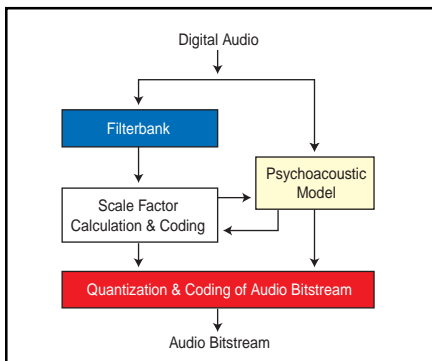 Digital Audio
Filterbank
Psychoacoustic
Model
Scale Factor
Calculation & Coding
Quantization & Coding of Audio Bitstream
Audio Bitstream